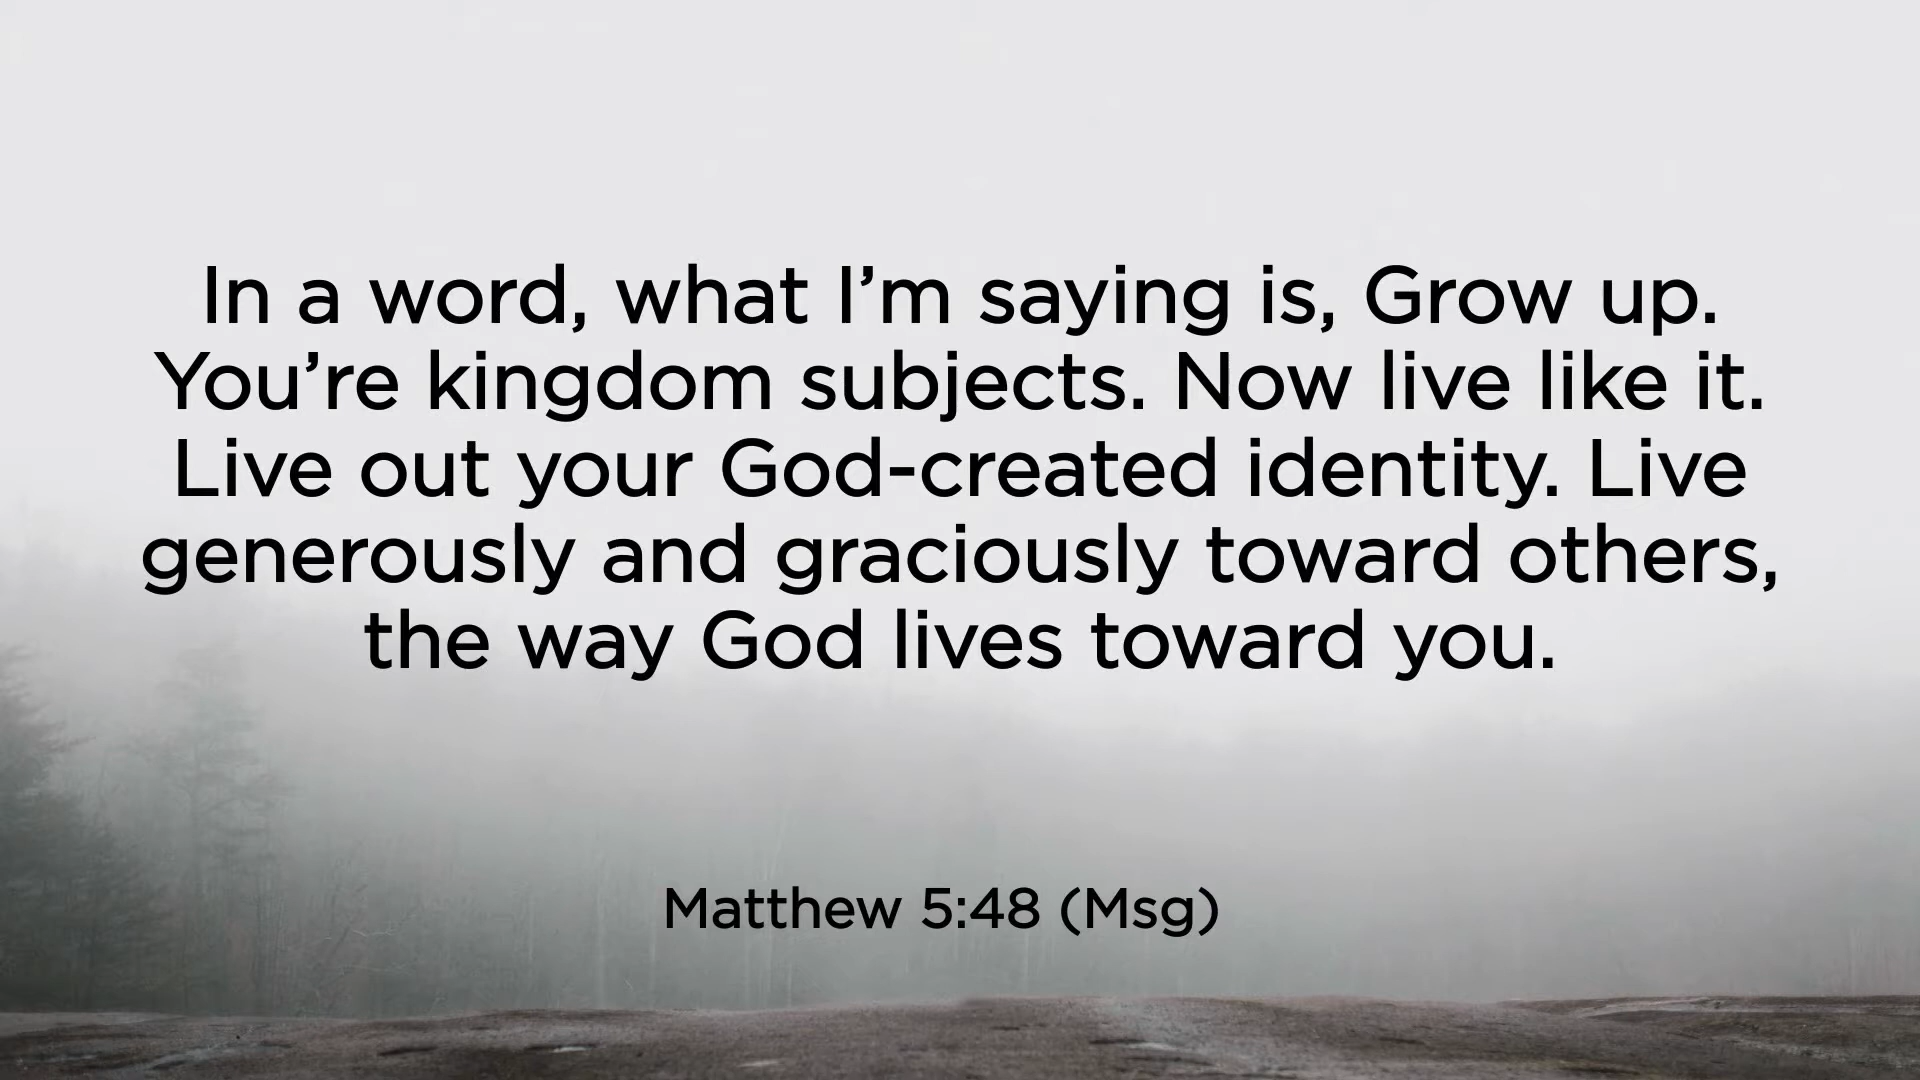 In a word, what I’m saying is, Grow up.
You’re kingdom subjects. Now live like it.
Live out your God-created identity. Live
generously and graciously toward others,
the way God lives toward you.
Matthew 5:48 (Msg)